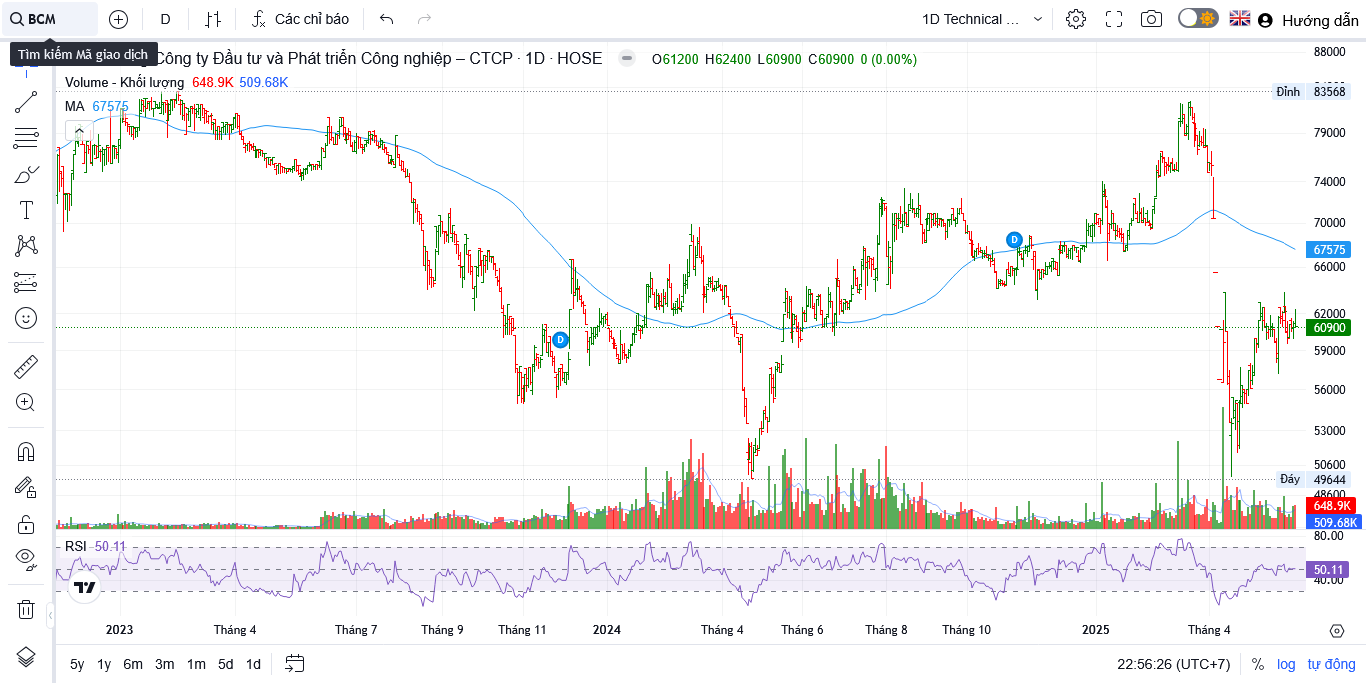 BCM
D
Các chỉ báo
1D Technical ...
Hướng dẫn
Tìm kiếm Mã giao dịch
Công ty Đầu tư và Phát triển Công nghiệp – CTCP · 1D · HOSE
O61200 H62400 L60900 C60900 0 (0.00%)
Volume - Khối lượng 648.9K 509.68K
MA 67575
88000
Đỉnh 83568
79000
74000
70000
67575
66000
62000
60900
59000
56000
53000
50600
Đáy 49644
48600
648.9K
509.68K
D
D
RSI 50.11
80.00
50.11
40.00
2023 Tháng 4 Tháng 7 Tháng 9 Tháng 11 2024 Tháng 4 Tháng 6 Tháng 8 Tháng 10 2025 Tháng 4
5y 1y 6m 3m 1m 5d 1d
22:56:26 (UTC+7) % log tự động